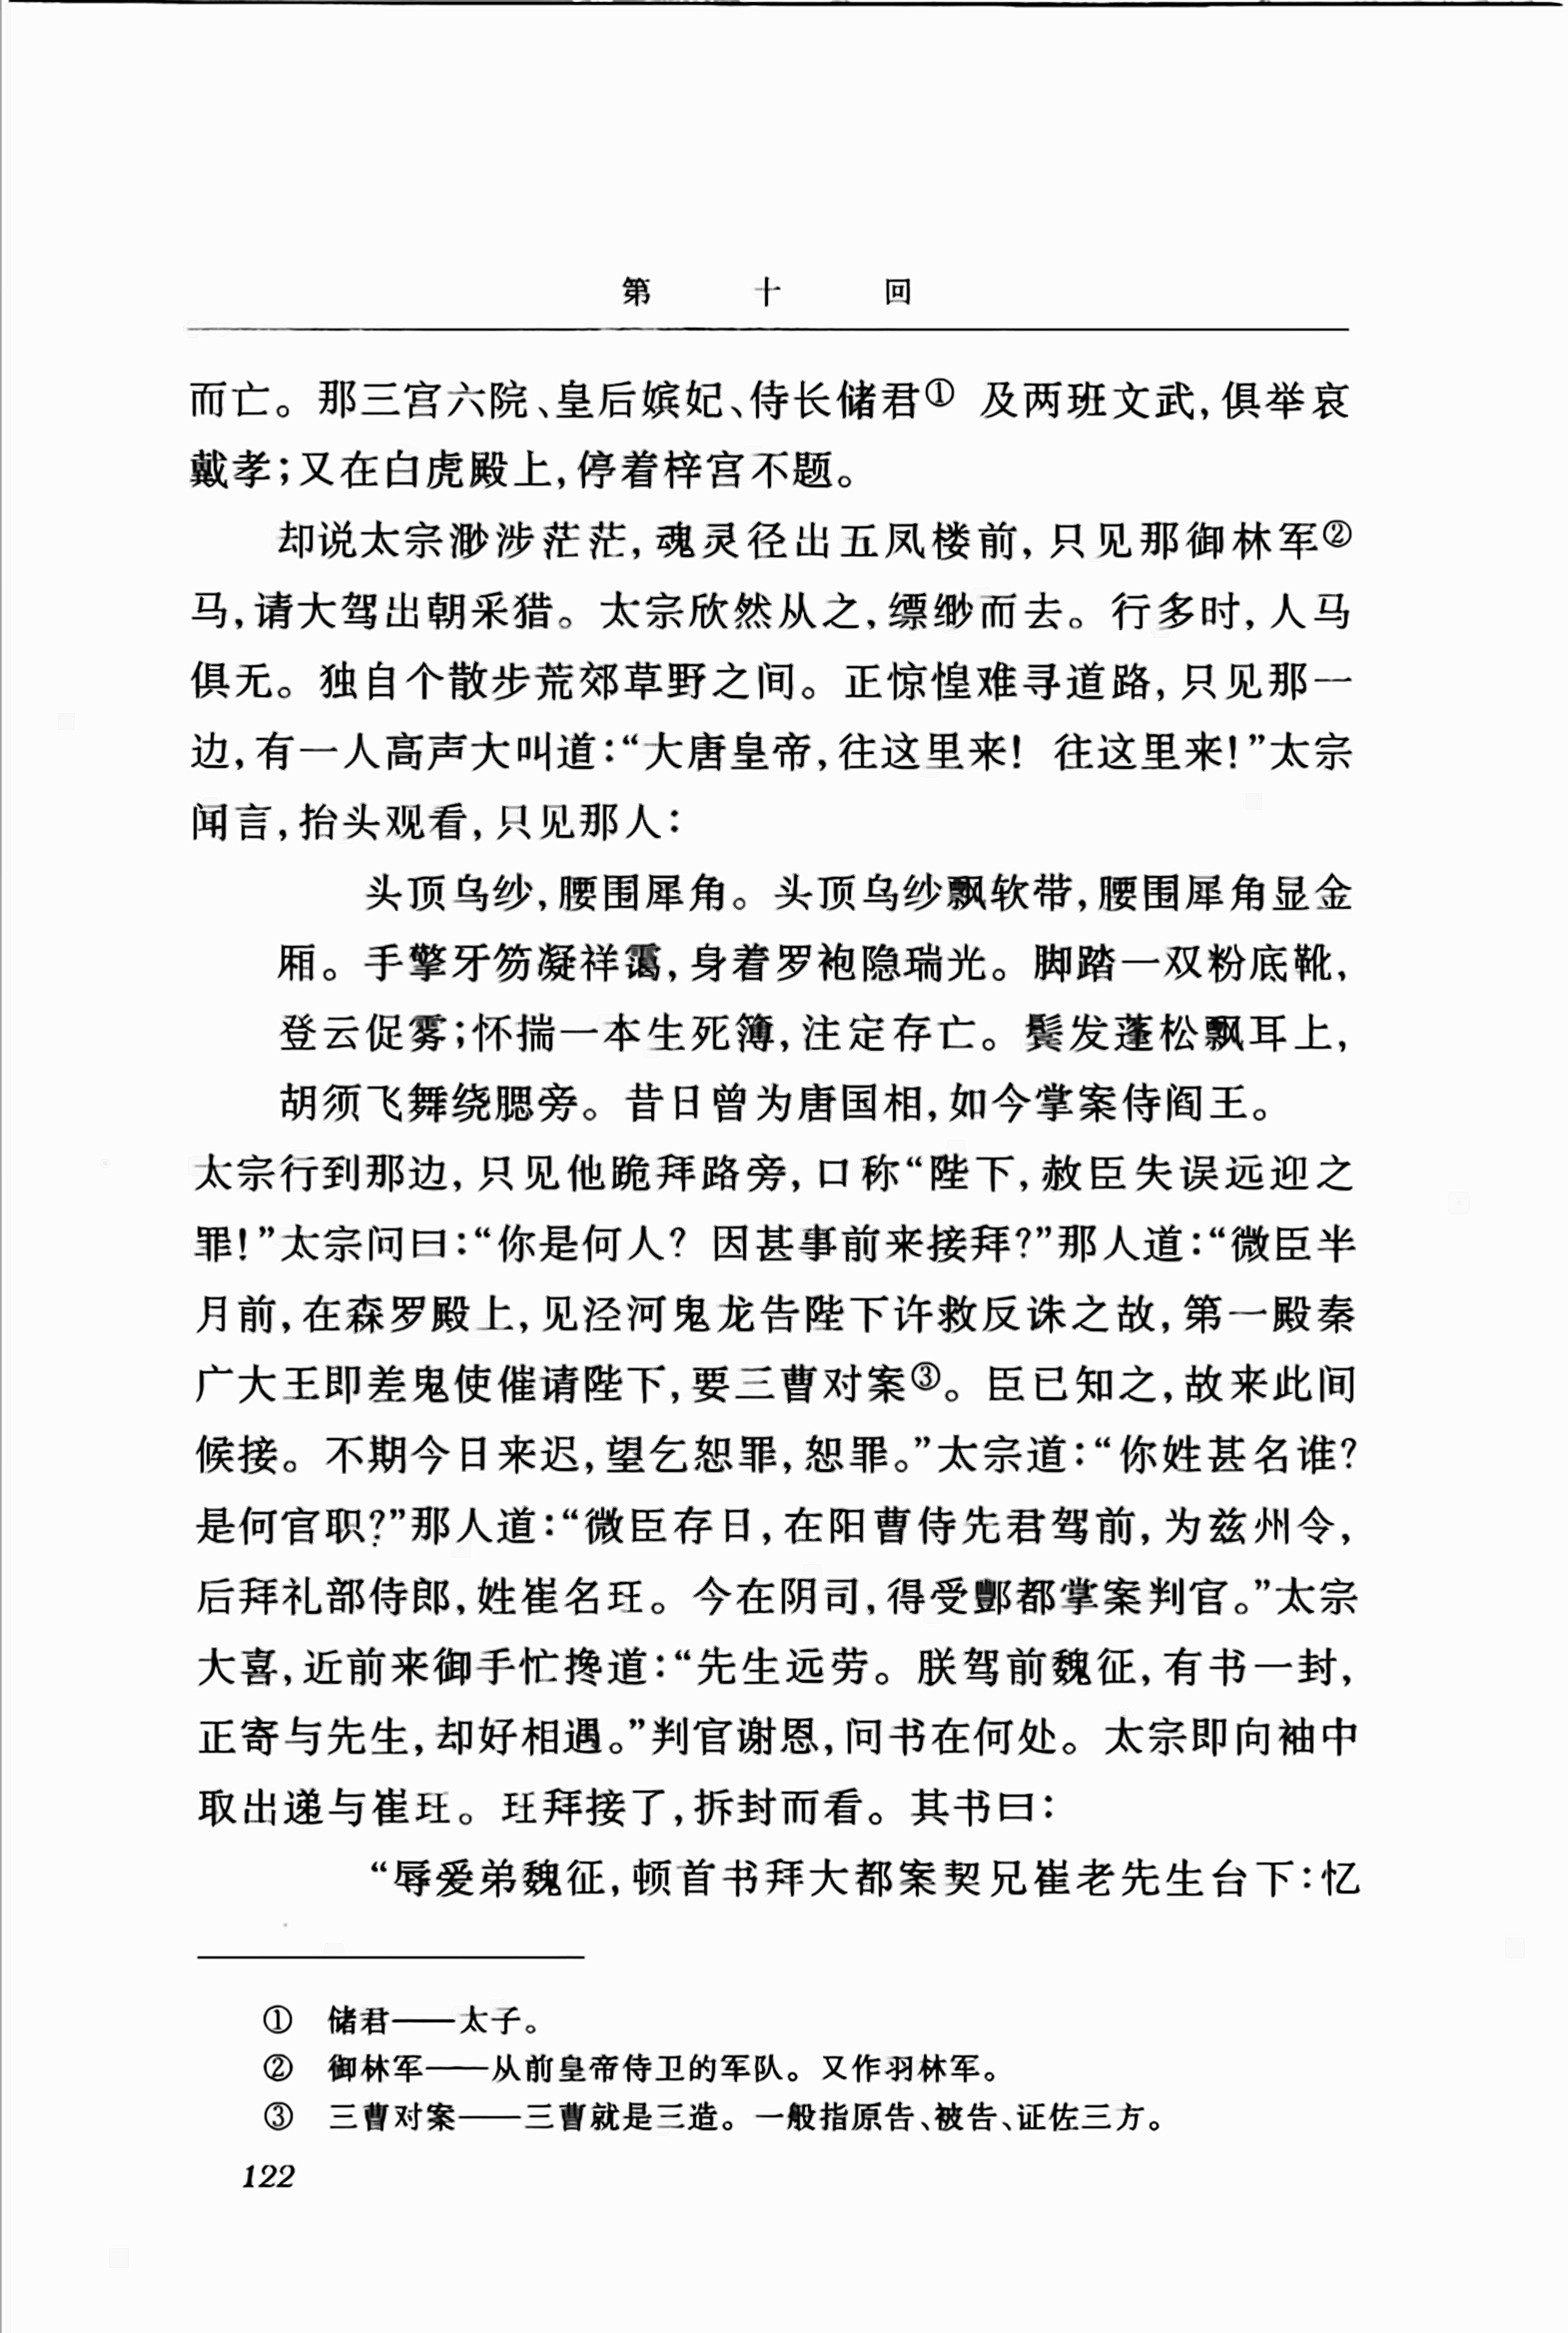 第十回
而亡。那三宫六院、皇后嫔妃、侍长储君① 及两班文武,俱举哀
戴孝;又在白虎殿上,停着梓宫不题。
却说太宗渺涉茫茫,魂灵径出五凤楼前,只见那御林军②
马,请大驾出朝采猎。太宗欣然从之,缥缈而去。行多时,人马
俱无。独自个散步荒郊草野之间。正惊惶难寻道路,只见那一
边,有一人高声大叫道:“大唐皇帝,往这里来! 往这里来!”太宗
闻言,抬头观看,只见那人:
头顶乌纱,腰围犀角。头顶乌纱飘软带,腰围犀角显金
厢。手擎牙笏凝祥霭,身着罗袍隐瑞光。脚踏一双粉底靴,
登云促雾;怀揣一本生死簿,注定存亡。鬓发蓬松飘耳上,
胡须飞舞绕腮旁。昔日曾为唐国相,如今掌案侍阎王。
太宗行到那边,只见他跪拜路旁,口称“陛下,赦臣失误远迎之
罪!”太宗问曰:“你是何人? 因甚事前来接拜?”那人道:“微臣半
月前,在森罗殿上,见泾河鬼龙告陛下许救反诛之故,第一殿秦
广大王即差鬼使催请陛下,要三曹对案③。臣已知之,故来此间
候接。不期今日来迟,望乞恕罪,恕罪。”太宗道:“你姓甚名谁?
是何官职?”那人道:“微臣存日,在阳曹侍先君驾前,为兹州令,
后拜礼部侍郎,姓崔名珏。今在阴司,得受酆都掌案判官。”太宗
大喜,近前来御手忙搀道:“先生远劳。朕驾前魏征,有书一封,
正寄与先生,却好相遇。”判官谢恩,问书在何处。太宗即向袖中
取出递与崔珏。珏拜接了,拆封而看。其书曰:
“辱爱弟魏征,顿首书拜大都案契兄崔老先生台下:忆
① 储君——太子。
② 御林军——从前皇帝侍卫的军队。又作羽林军。
③ 三曹对案——三曹就是三造。一般指原告、被告、证佐三方。
122